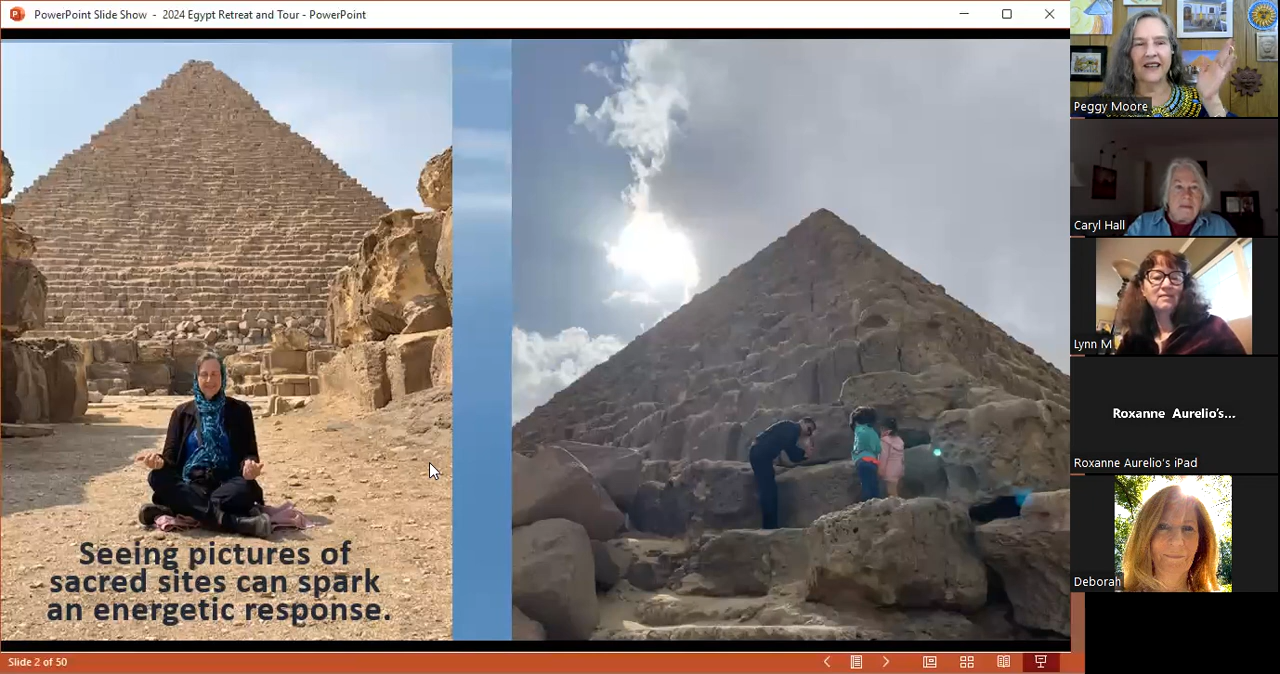 PowerPoint Slide Show - 2024 Egypt Retreat and Tour - PowerPoint
Peggy Moore
Caryl Hall
Lynn M
Roxanne Aurelio's...
Roxanne Aurelio's iPad
Deborah
Seeing pictures of
sacred sites can spark
an energetic response.
Slide 2 of 50